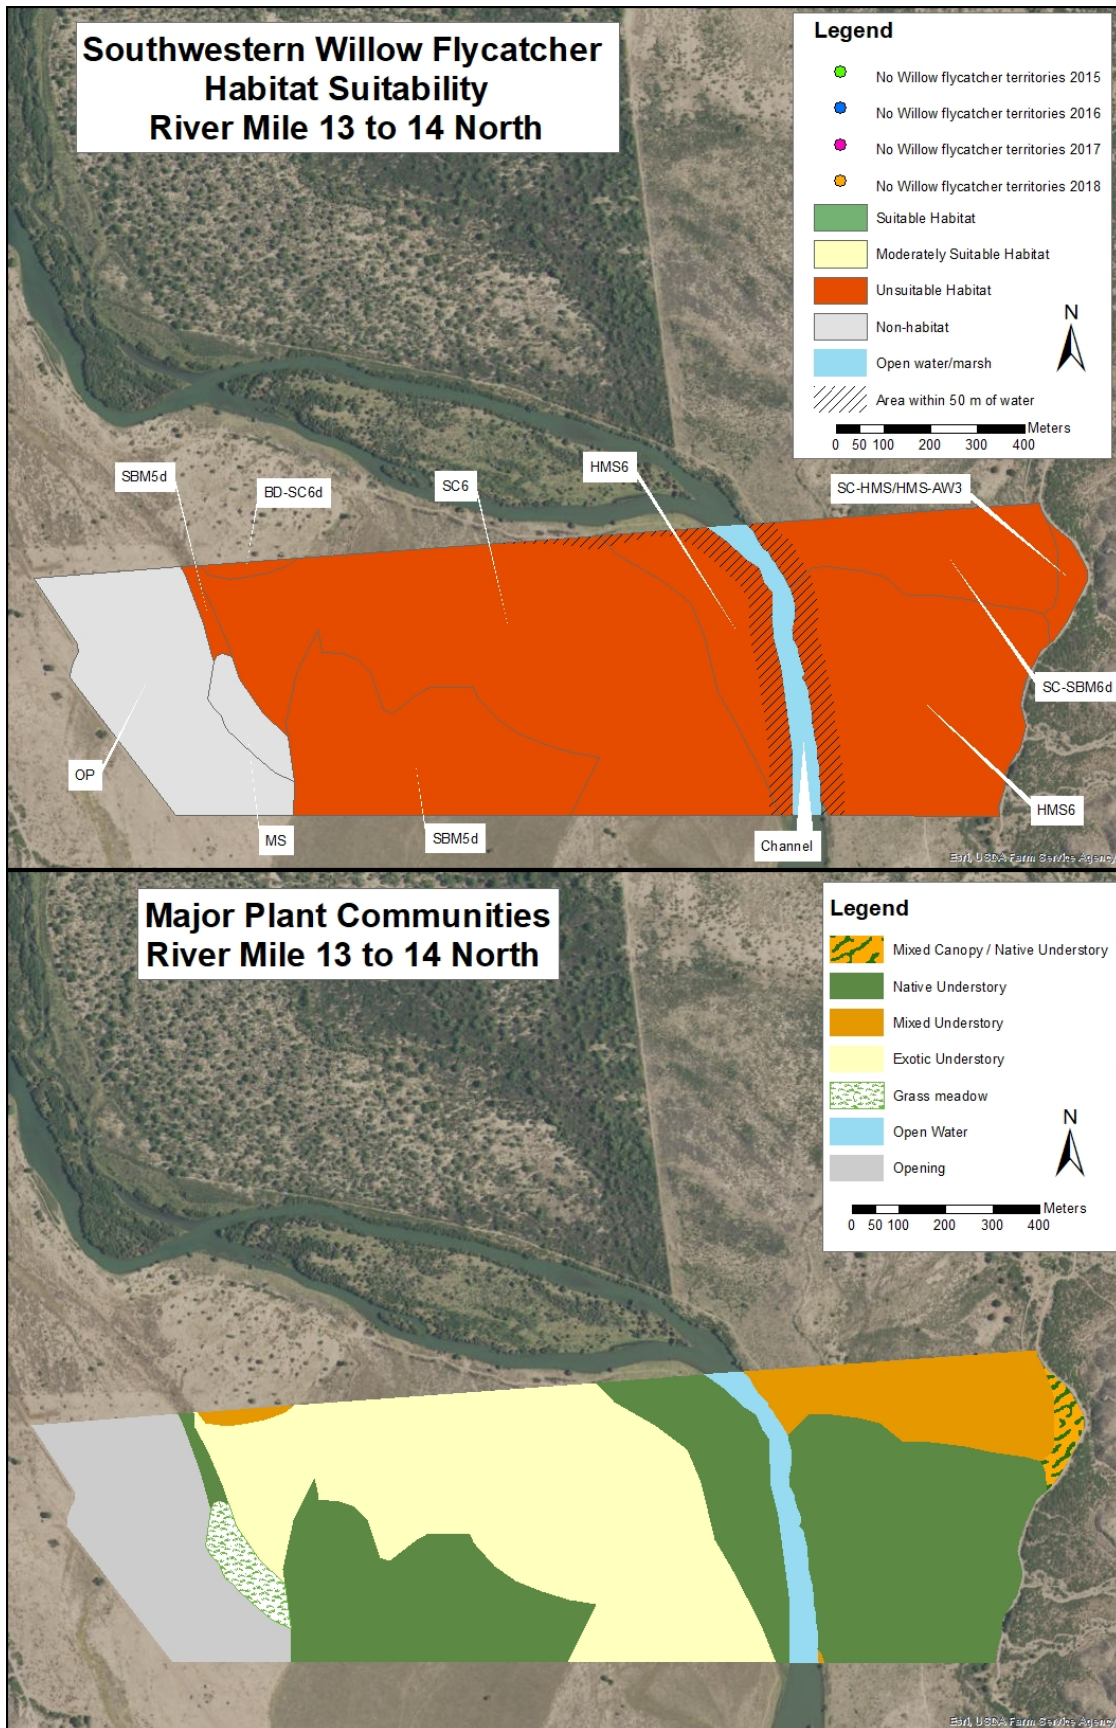 Southwestern Willow Flycatcher
Habitat Suitability
River Mile 13 to 14 North
Legend
No Willow flycatcher territories 2015
No Willow flycatcher territories 2016
No Willow flycatcher territories 2017
No Willow flycatcher territories 2018
Suitable Habitat
Moderately Suitable Habitat
Unsuitable Habitat
Non-habitat
Open water/marsh
Area within 50 m of water
N
Meters
0 50 100 200 300 400
SBM5d
BD-SC6d
SC6
HMS6
SC-HMS/HMS-AW3
SC-SBM6d
OP
MS
SBM5d
Channel
HMS6
Esri, USDA Farm Service Agency
Major Plant Communities
River Mile 13 to 14 North
Legend
Mixed Canopy / Native Understory
Native Understory
Mixed Understory
Exotic Understory
Grass meadow
Open Water
Opening
N
Meters
0 50 100 200 300 400
Esri, USDA Farm Service Agency